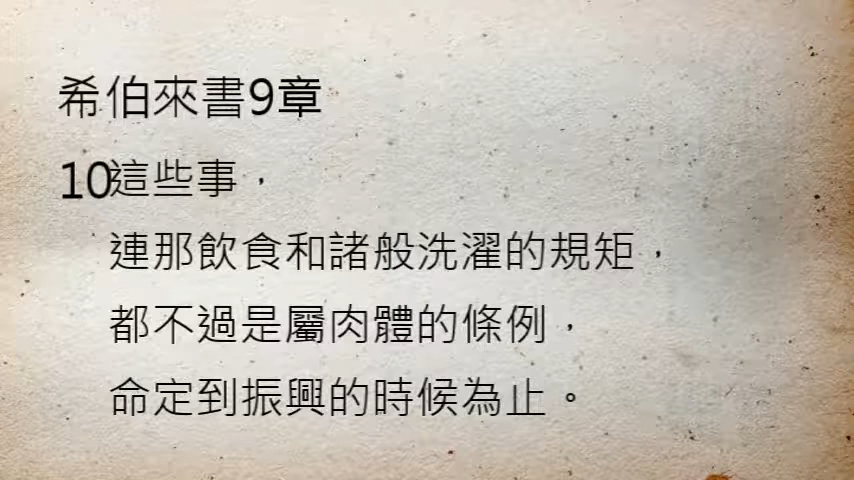 希伯來書9章
10這些事，
連那飲食和諸般洗濯的規矩，
都不過是屬肉體的條例，
命定到振興的時候為止。